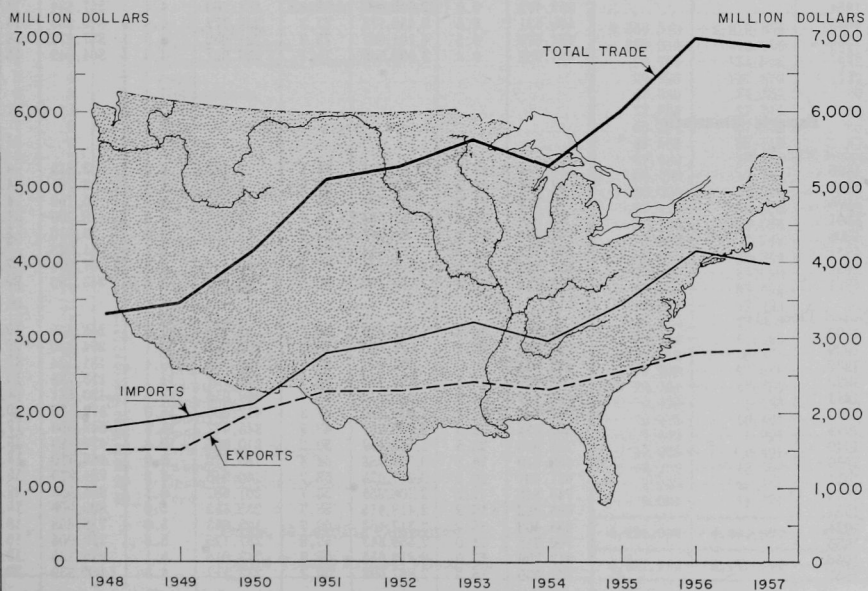 MILLION DOLLARS
MILLION DOLLARS
7,000
7,000
TOTAL TRADE
6,000
6,000
5,000
5,000
4,000
4,000
3,000
3,000
IMPORTS
2,000
2,000
EXPORTS
1,000
1,000
0
0
1948 1949 1950 1951 1952 1953 1954 1955 1956 1957